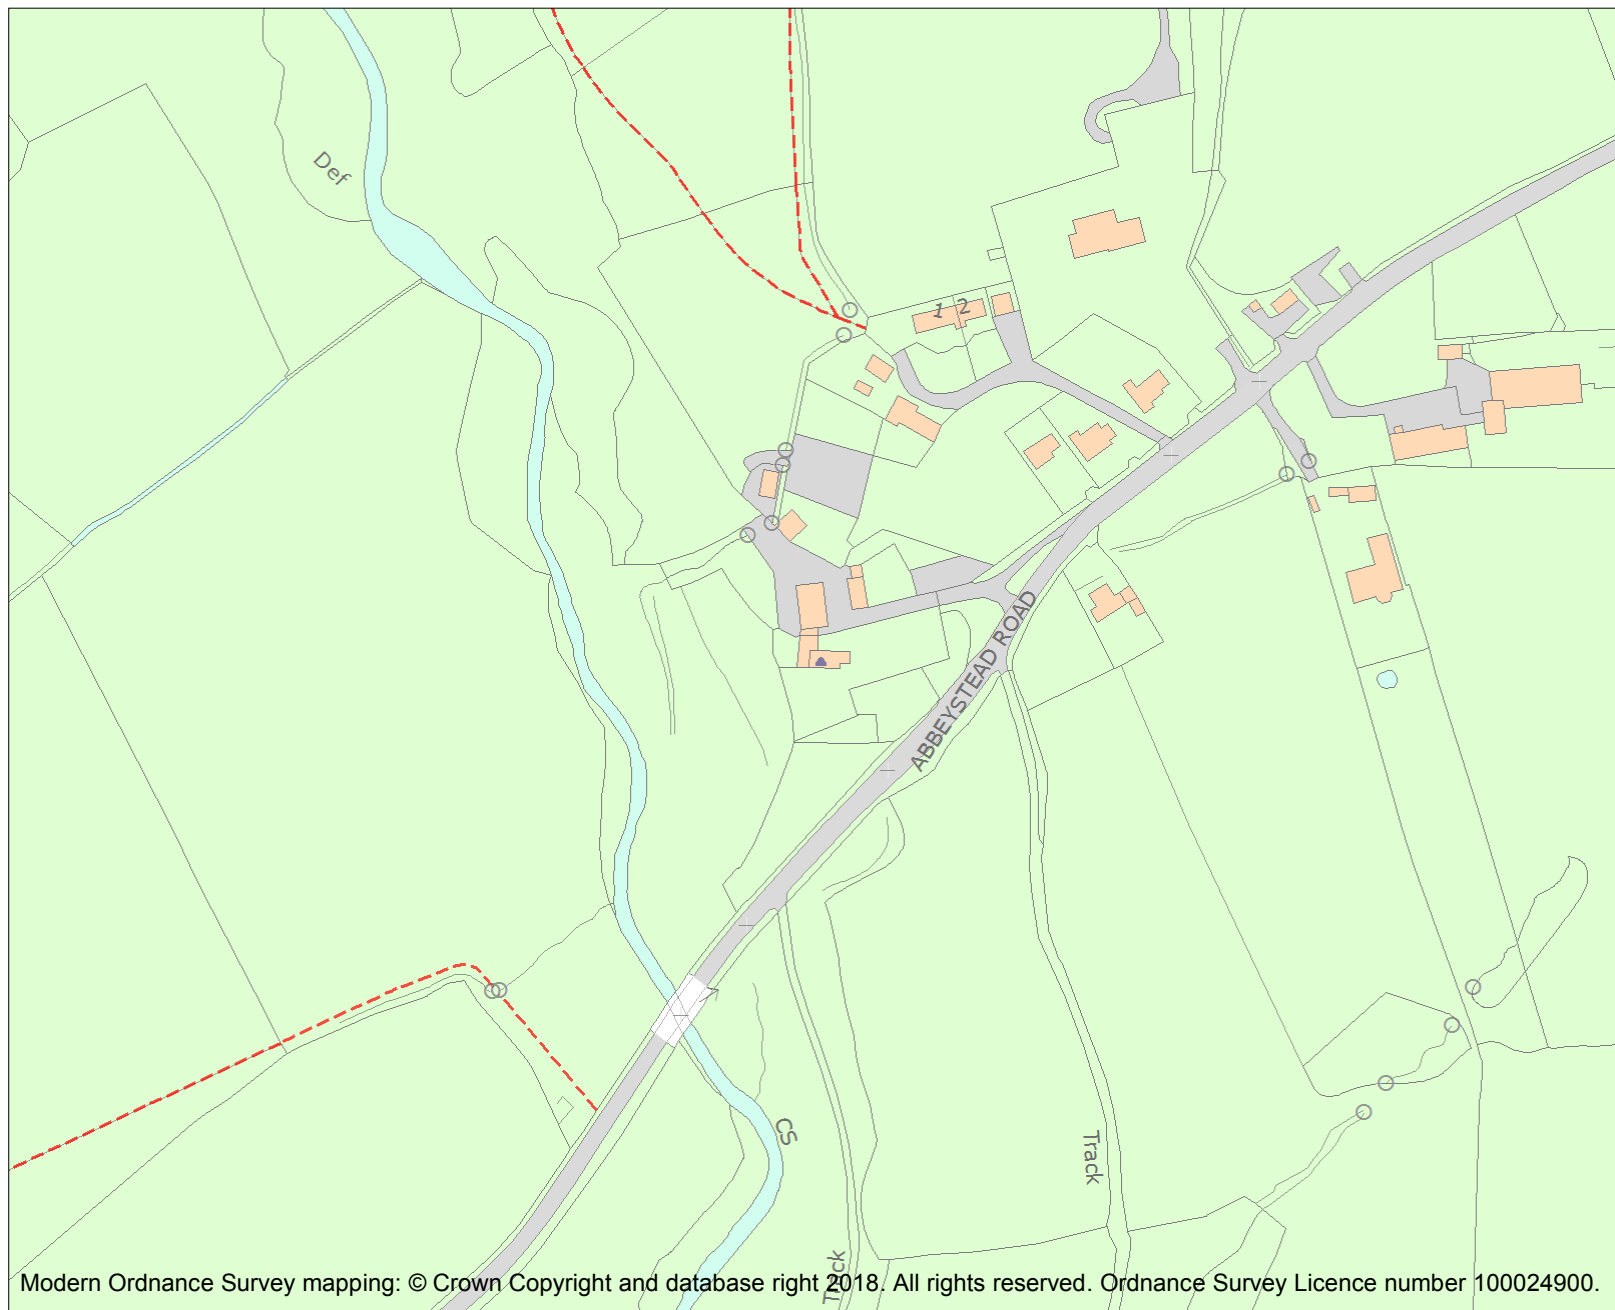 Def
1 2
ABBEYSTEAD ROAD
CS
Track
Track
Modern Ordnance Survey mapping: © Crown Copyright and database right 2018. All rights reserved. Ordnance Survey Licence number 100024900.